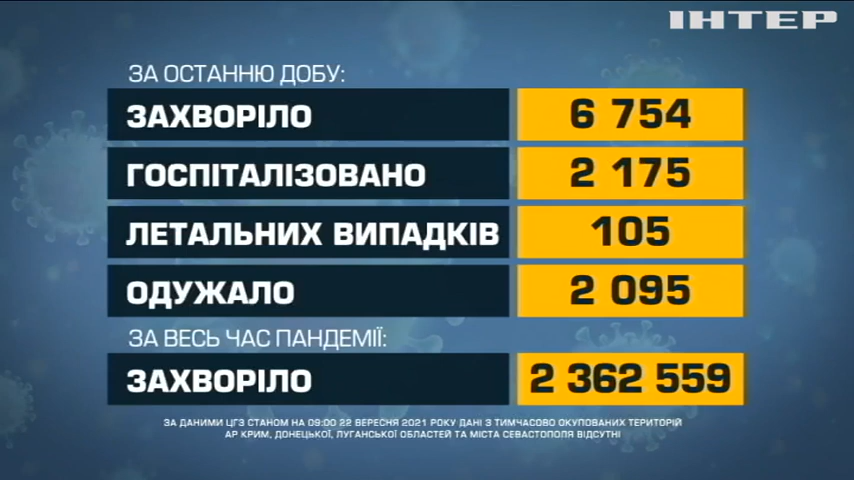 ІНТЕР
ЗА ОСТАННЮ ДОБУ:
ЗАХВОРІЛО 6 754
ГОСПІТАЛІЗОВАНО 2 175
ЛЕТАЛЬНИХ ВИПАДКІВ 105
ОДУЖАЛО 2 095
ЗА ВЕСЬ ЧАС ПАНДЕМІЇ:
ЗАХВОРІЛО 2 362 559
ЗА ДАНИМИ ЦГЗ СТАНОМ НА 09:00 22 ВЕРЕСНЯ 2021 РОКУ ДАНІ З ТИМЧАСОВО ОКУПОВАНИХ ТЕРИТОРІЙ
АР КРИМ, ДОНЕЦЬКОЇ, ЛУГАНСЬКОЇ ОБЛАСТЕЙ ТА МІСТА СЕВАСТОПОЛЯ ВІДСУТНІ